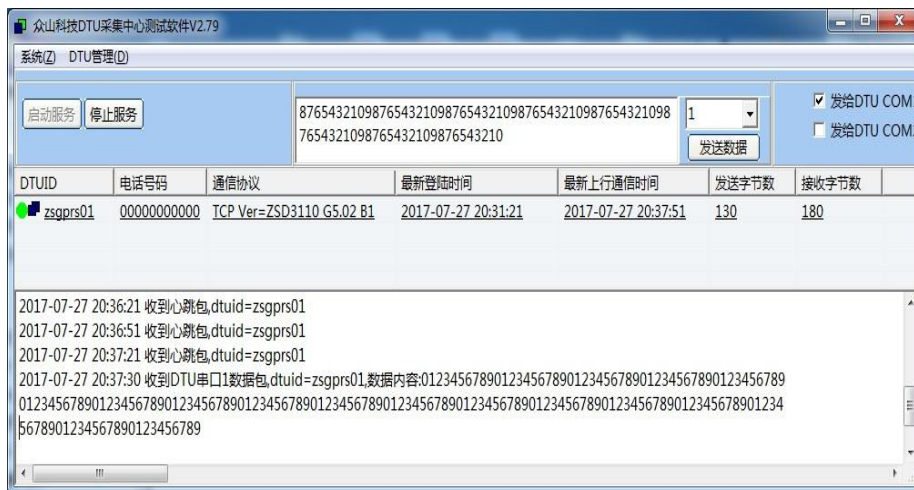 众山科技DTU采集中心测试软件V2.79
系统(Z) DTU管理(D)
启动服务 停止服务
876543210987654321098765432109876543210987654321098
7654321098765432109876543210
1
发送数据
发给DTU COM
发给DTU COM
DTUID 电话号码 通信协议 最新登陆时间 最新上行通信时间 发送字节数 接收字节数
zsgprs01 00000000000 TCP Ver=ZSD3110 G5.02 B1 2017-07-27 20:31:21 2017-07-27 20:37:51 130 180
2017-07-27 20:36:21 收到心跳包,dtuid=zsgprs01
2017-07-27 20:36:51 收到心跳包,dtuid=zsgprs01
2017-07-27 20:37:21 收到心跳包,dtuid=zsgprs01
2017-07-27 20:37:30 收到DTU串口1数据包,dtuid=zsgprs01,数据内容:01234567890123456789012345678901234567890123456789
012345678901234567890123456789012345678901234567890123456789012345678901234567890123456789012345678901234
5678901234567890123456789